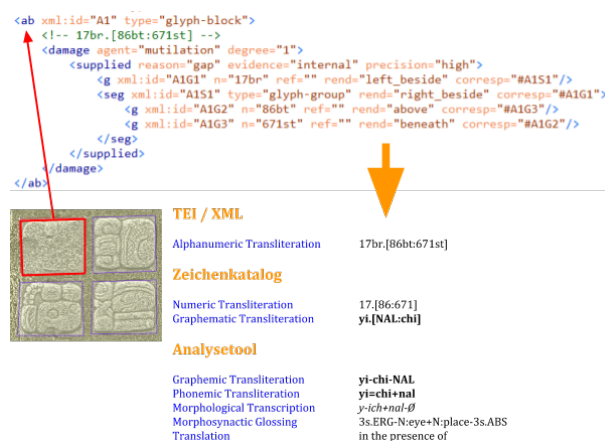 <ab xml:id="A1" type="glyph-block">
<!-- 17br.[86bt:671st] -->
<damage agent="mutilation" degree="1">
<supplied reason="gap" evidence="internal" precision="high">
<g xml:id="A1G1" n="17br" ref="" rend="left_beside" corresp="#A1S1"/>
<seg xml:id="A1S1" type="glyph-group" rend="right_beside" corresp="#A1G1">
<g xml:id="A1G2" n="86bt" ref="" rend="above" corresp="#A1G3"/>
<g xml:id="A1G3" n="671st" ref="" rend="beneath" corresp="#A1G2"/>
</seg>
</supplied>
</damage>
</ab>
TEI / XML
Alphanumeric Transliteration 17br.[86bt:671st]
Zeichenkatalog
Numeric Transliteration 17.[86:671]
Graphematic Transliteration yi.[NAL:chi]
Analysetool
Graphemic Transliteration yi-chi-NAL
Phonemic Transliteration yi=chi+nal
Morphological Transcription y-ich+nal-Ø
Morphosynactic Glossing 3s.ERG-N:eye+N:place-3s.ABS
Translation in the presence of